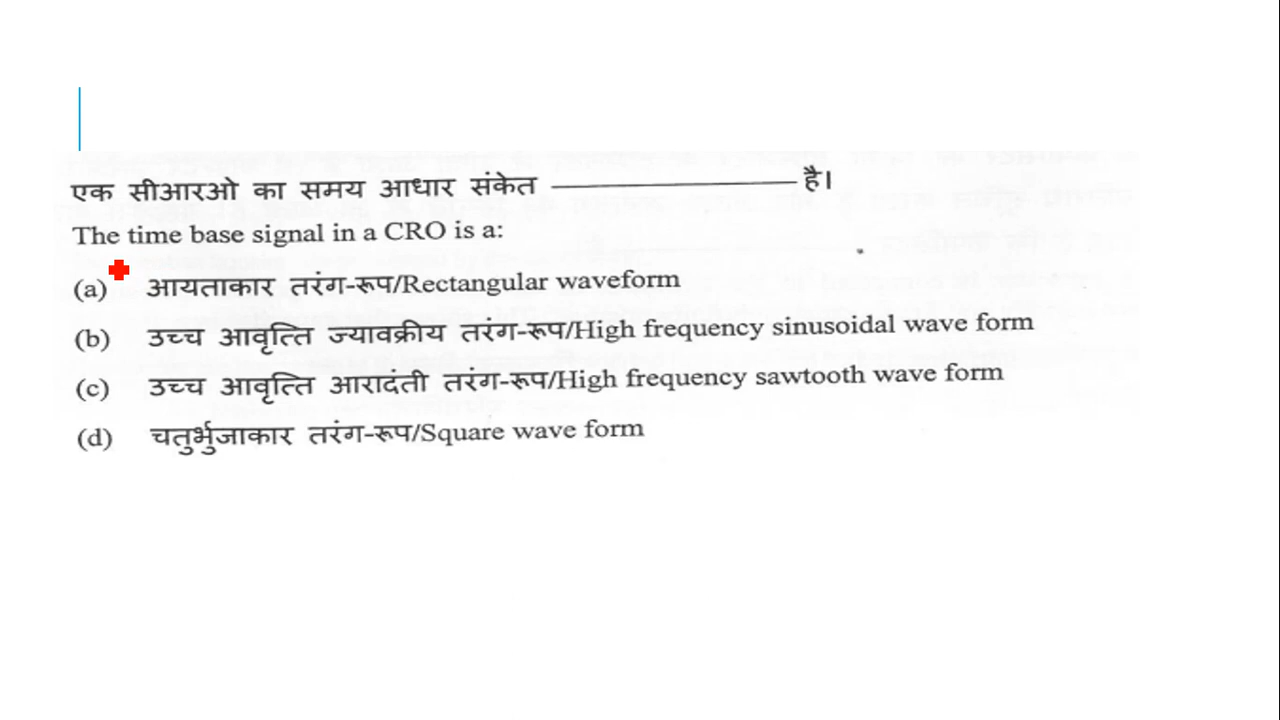 एक सीआरओ का समय आधार संकेत ——————— है।
The time base signal in a CRO is a:
(a) आयताकार तरंग-रूप/Rectangular waveform
(b) उच्च आवृत्ति ज्यावक्रीय तरंग-रूप/High frequency sinusoidal wave form
(c) उच्च आवृत्ति आरादंती तरंग-रूप/High frequency sawtooth wave form
(d) चतुर्भुजाकार तरंग-रूप/Square wave form